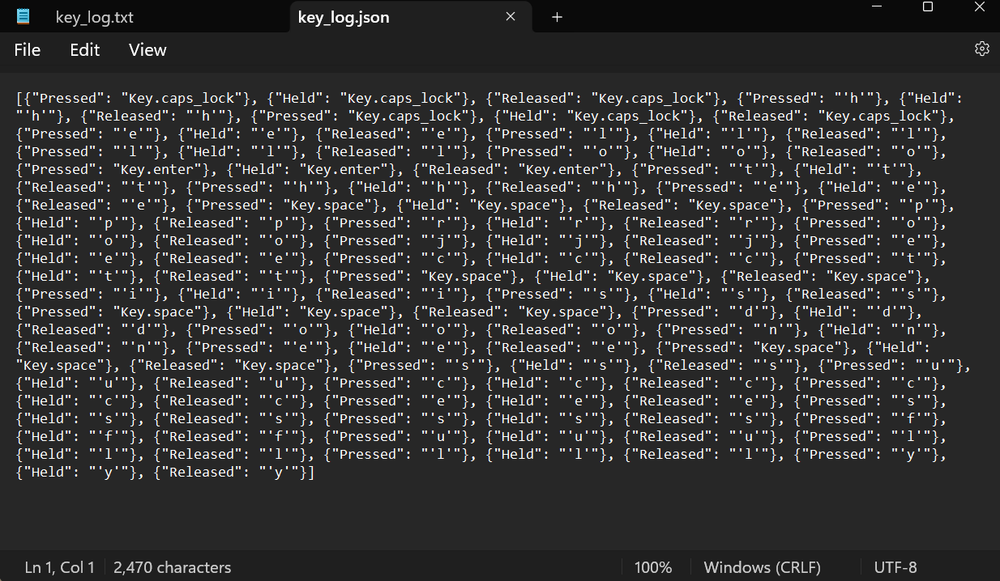 key_log.txt
key_log.json
File Edit View
[{"Pressed": "Key.caps_lock"}, {"Held": "Key.caps_lock"}, {"Released": "Key.caps_lock"}, {"Pressed": "'h'"}, {"Held":
"'h'"}, {"Released": "'h'"}, {"Pressed": "Key.caps_lock"}, {"Held": "Key.caps_lock"}, {"Released": "Key.caps_lock"},
{"Pressed": "'e'"}, {"Held": "'e'"}, {"Released": "'e'"}, {"Pressed": "'l'"}, {"Held": "'l'"}, {"Released": "'l'"},
{"Pressed": "'l'"}, {"Held": "'l'"}, {"Released": "'l'"}, {"Pressed": "'o'"}, {"Held": "'o'"}, {"Released": "'o'"},
{"Pressed": "Key.enter"}, {"Held": "Key.enter"}, {"Released": "Key.enter"}, {"Pressed": "'t'"}, {"Held": "'t'"},
{"Released": "'t'"}, {"Pressed": "'h'"}, {"Held": "'h'"}, {"Released": "'h'"}, {"Pressed": "'e'"}, {"Held": "'e'"},
{"Released": "'e'"}, {"Pressed": "Key.space"}, {"Held": "Key.space"}, {"Released": "Key.space"}, {"Pressed": "'p'"},
{"Held": "'p'"}, {"Released": "'p'"}, {"Pressed": "'r'"}, {"Held": "'r'"}, {"Released": "'r'"}, {"Pressed": "'o'"},
{"Held": "'o'"}, {"Released": "'o'"}, {"Pressed": "'j'"}, {"Held": "'j'"}, {"Released": "'j'"}, {"Pressed": "'e'"},
{"Held": "'e'"}, {"Released": "'e'"}, {"Pressed": "'c'"}, {"Held": "'c'"}, {"Released": "'c'"}, {"Pressed": "'t'"},
{"Held": "'t'"}, {"Released": "'t'"}, {"Pressed": "Key.space"}, {"Held": "Key.space"}, {"Released": "Key.space"},
{"Pressed": "'i'"}, {"Held": "'i'"}, {"Released": "'i'"}, {"Pressed": "'s'"}, {"Held": "'s'"}, {"Released": "'s'"},
{"Pressed": "Key.space"}, {"Held": "Key.space"}, {"Released": "Key.space"}, {"Pressed": "'d'"}, {"Held": "'d'"},
{"Released": "'d'"}, {"Pressed": "'o'"}, {"Held": "'o'"}, {"Released": "'o'"}, {"Pressed": "'n'"}, {"Held": "'n'"},
{"Released": "'n'"}, {"Pressed": "'e'"}, {"Held": "'e'"}, {"Released": "'e'"}, {"Pressed": "Key.space"}, {"Held":
"Key.space"}, {"Released": "Key.space"}, {"Pressed": "'s'"}, {"Held": "'s'"}, {"Released": "'s'"}, {"Pressed": "'u'"},
{"Held": "'u'"}, {"Released": "'u'"}, {"Pressed": "'c'"}, {"Held": "'c'"}, {"Released": "'c'"}, {"Pressed": "'c'"},
{"Held": "'c'"}, {"Released": "'c'"}, {"Pressed": "'e'"}, {"Held": "'e'"}, {"Released": "'e'"}, {"Pressed": "'s'"},
{"Held": "'s'"}, {"Released": "'s'"}, {"Pressed": "'s'"}, {"Held": "'s'"}, {"Released": "'s'"}, {"Pressed": "'f'"},
{"Held": "'f'"}, {"Released": "'f'"}, {"Pressed": "'u'"}, {"Held": "'u'"}, {"Released": "'u'"}, {"Pressed": "'l'"},
{"Held": "'l'"}, {"Released": "'l'"}, {"Pressed": "'l'"}, {"Held": "'l'"}, {"Released": "'l'"}, {"Pressed": "'y'"},
{"Held": "'y'"}, {"Released": "'y'"}]
Ln 1, Col 1 2,470 characters 100% Windows (CRLF) UTF-8